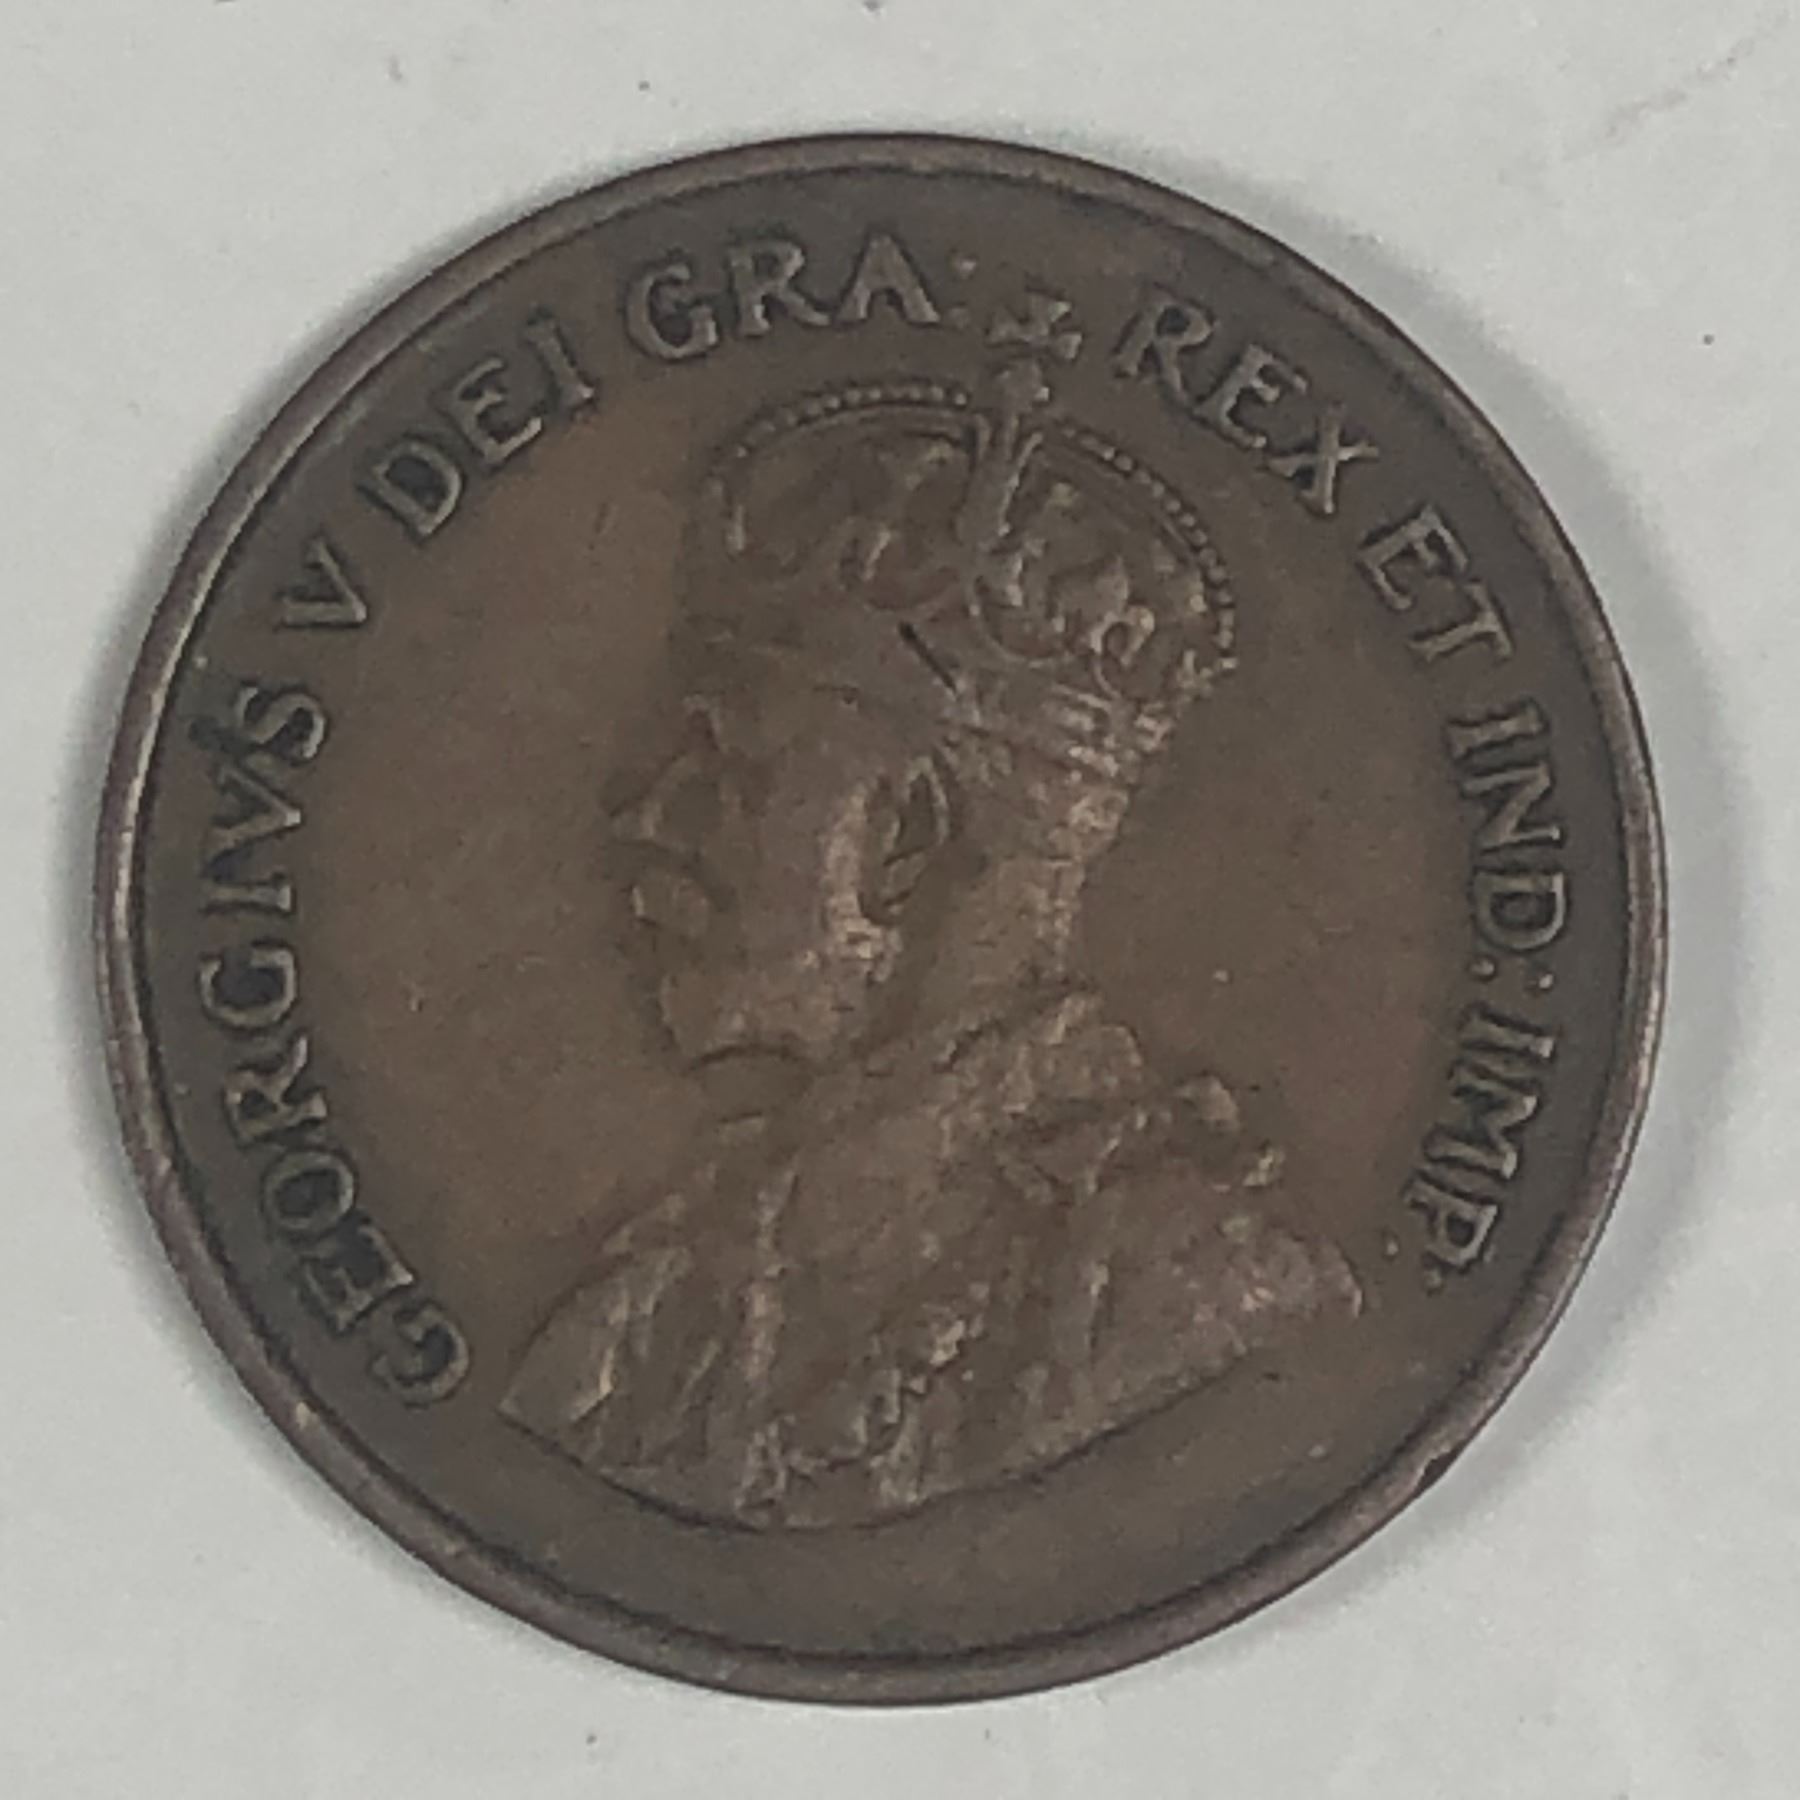 GEORGIVS V DEI GRA: REX ET IND: IMP.